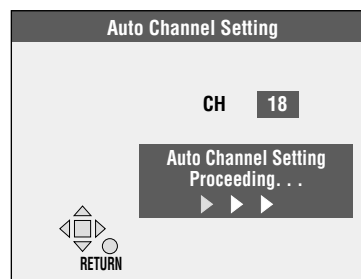 Auto Channel Setting
CH 18
Auto Channel Setting
Proceeding. . .
RETURN